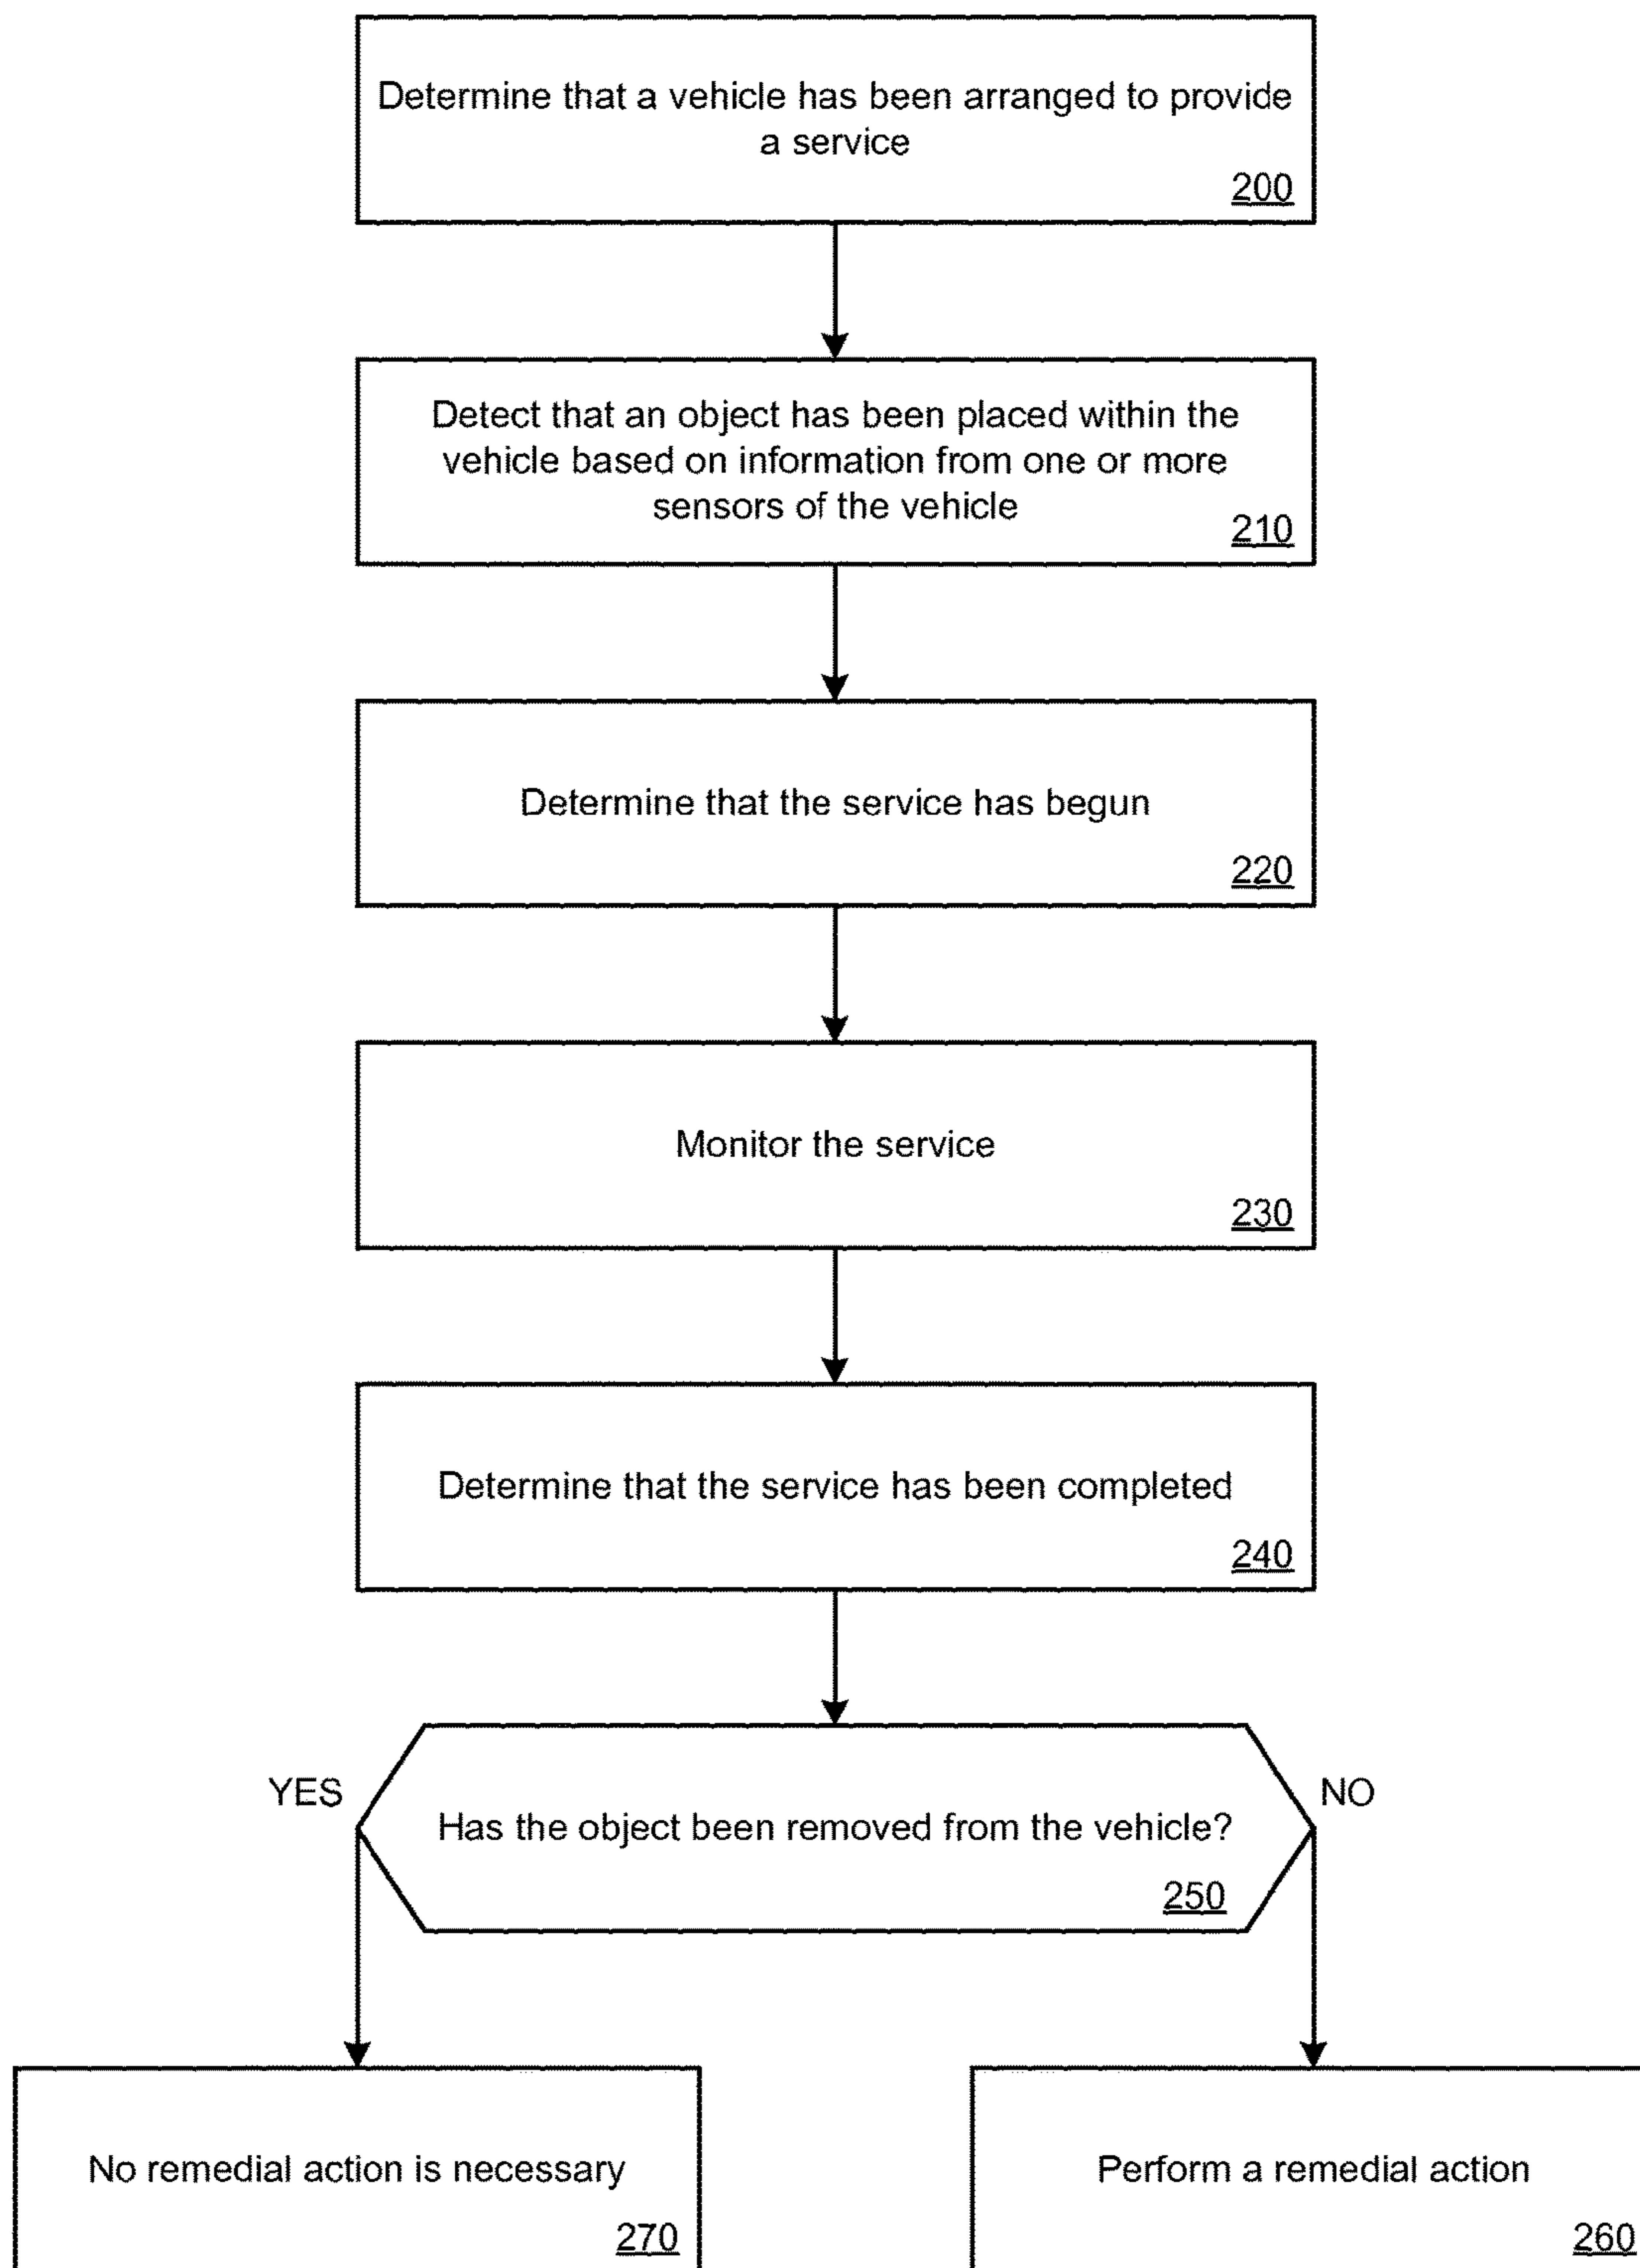 Determine that a vehicle has been arranged to provide
a service
200
Detect that an object has been placed within the
vehicle based on information from one or more
sensors of the vehicle
210
Determine that the service has begun
220
Monitor the service
230
Determine that the service has been completed
240
YES
NO
Has the object been removed from the vehicle?
250
No remedial action is necessary
270
Perform a remedial action
260